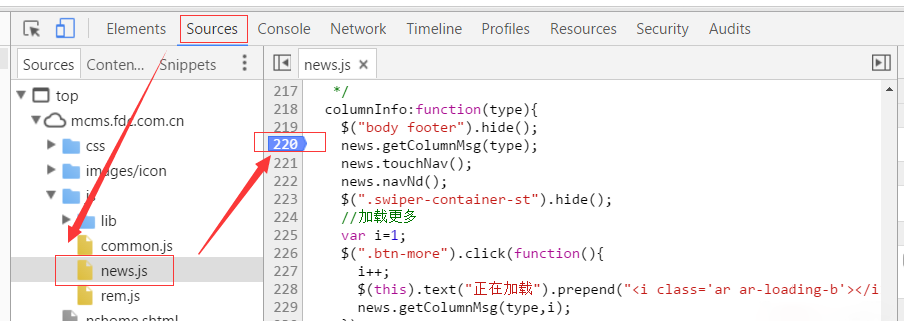 Elements Sources Console Network Timeline Profiles Resources Security Audits
Sources Conten... Snippets
news.js ×
top
mcms.fdc.com.cn
css
images/icon
js
lib
common.js
news.js
rem.js
217 */
218 columnInfo:function(type){
219 $("body footer").hide();
220 news.getColumnMsg(type);
221 news.touchNav();
222 news.navNd();
223 $(".swiper-container-st").hide();
224 //加载更多
225 var i=1;
226 $(".btn-more").click(function(){
227 i++;
228 $(this).text("正在加载").prepend("<i class='ar ar-loading-b'></i
229 news.getColumnMsg(type,i);